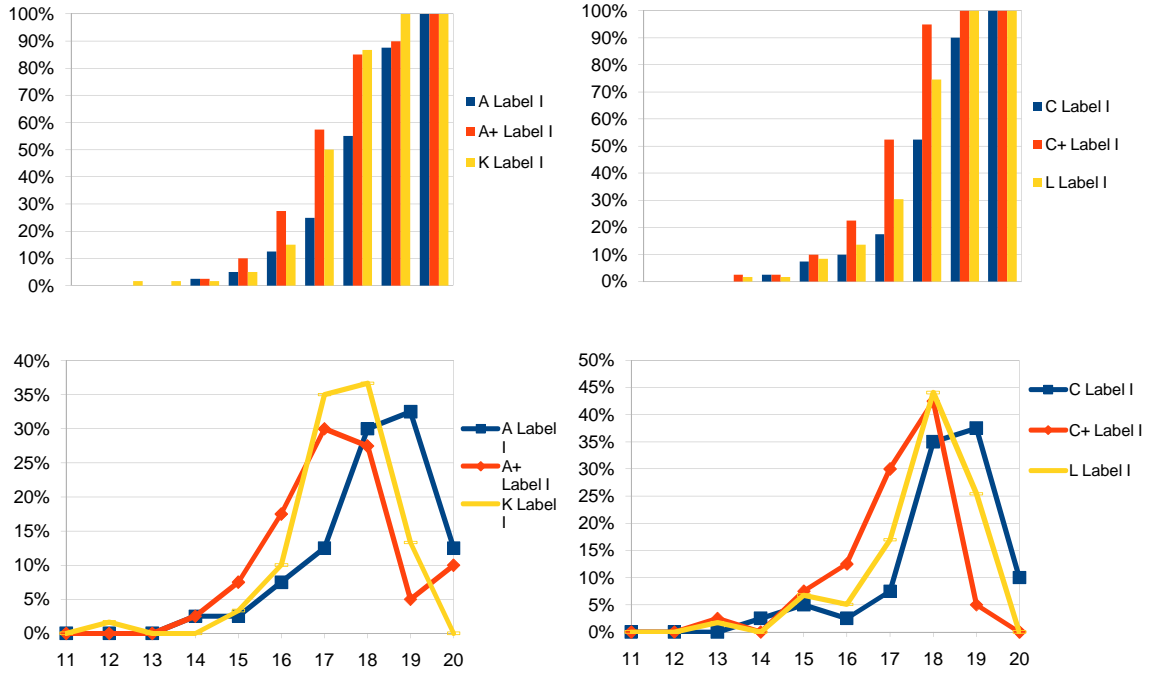 100%
90%
80%
70%
60%
50%
40%
30%
20%
10%
0%
A Label I
A+ Label I
K Label I
100%
90%
80%
70%
60%
50%
40%
30%
20%
10%
0%
C Label I
C+ Label I
L Label I
40%
35%
30%
25%
20%
15%
10%
5%
0%
11 12 13 14 15 16 17 18 19 20
A Label
I
A+
Label I
K Label
I
50%
45%
40%
35%
30%
25%
20%
15%
10%
5%
0%
11 12 13 14 15 16 17 18 19 20
C Label I
C+ Label I
L Label I